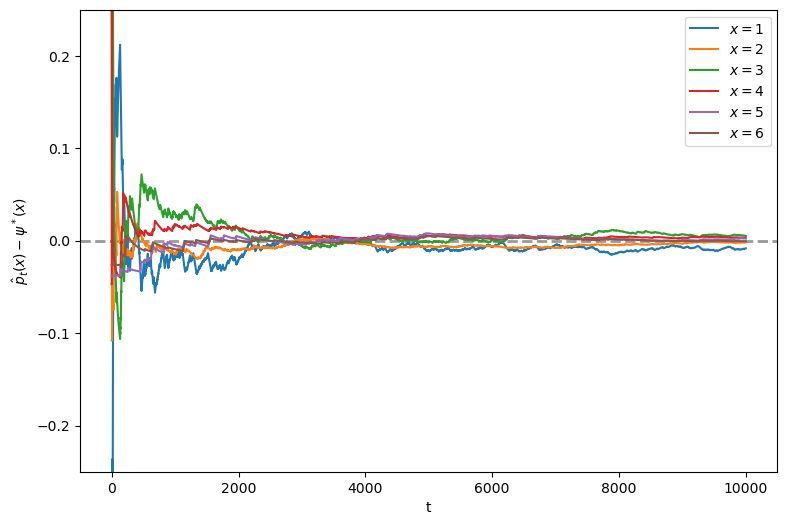 x = 1
x = 2
x = 3
x = 4
x = 5
x = 6
0.2
0.1
0.0
−0.1
−0.2
p̂ₜ(x) − ψ*(x)
0 2000 4000 6000 8000 10000
t